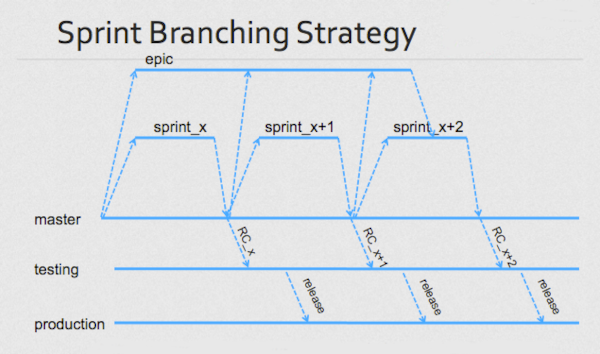 Sprint Branching Strategy
epic
sprint_x
sprint_x+1
sprint_x+2
master
RC_x
RC_x+1
RC_x+2
testing
release
release
release
production